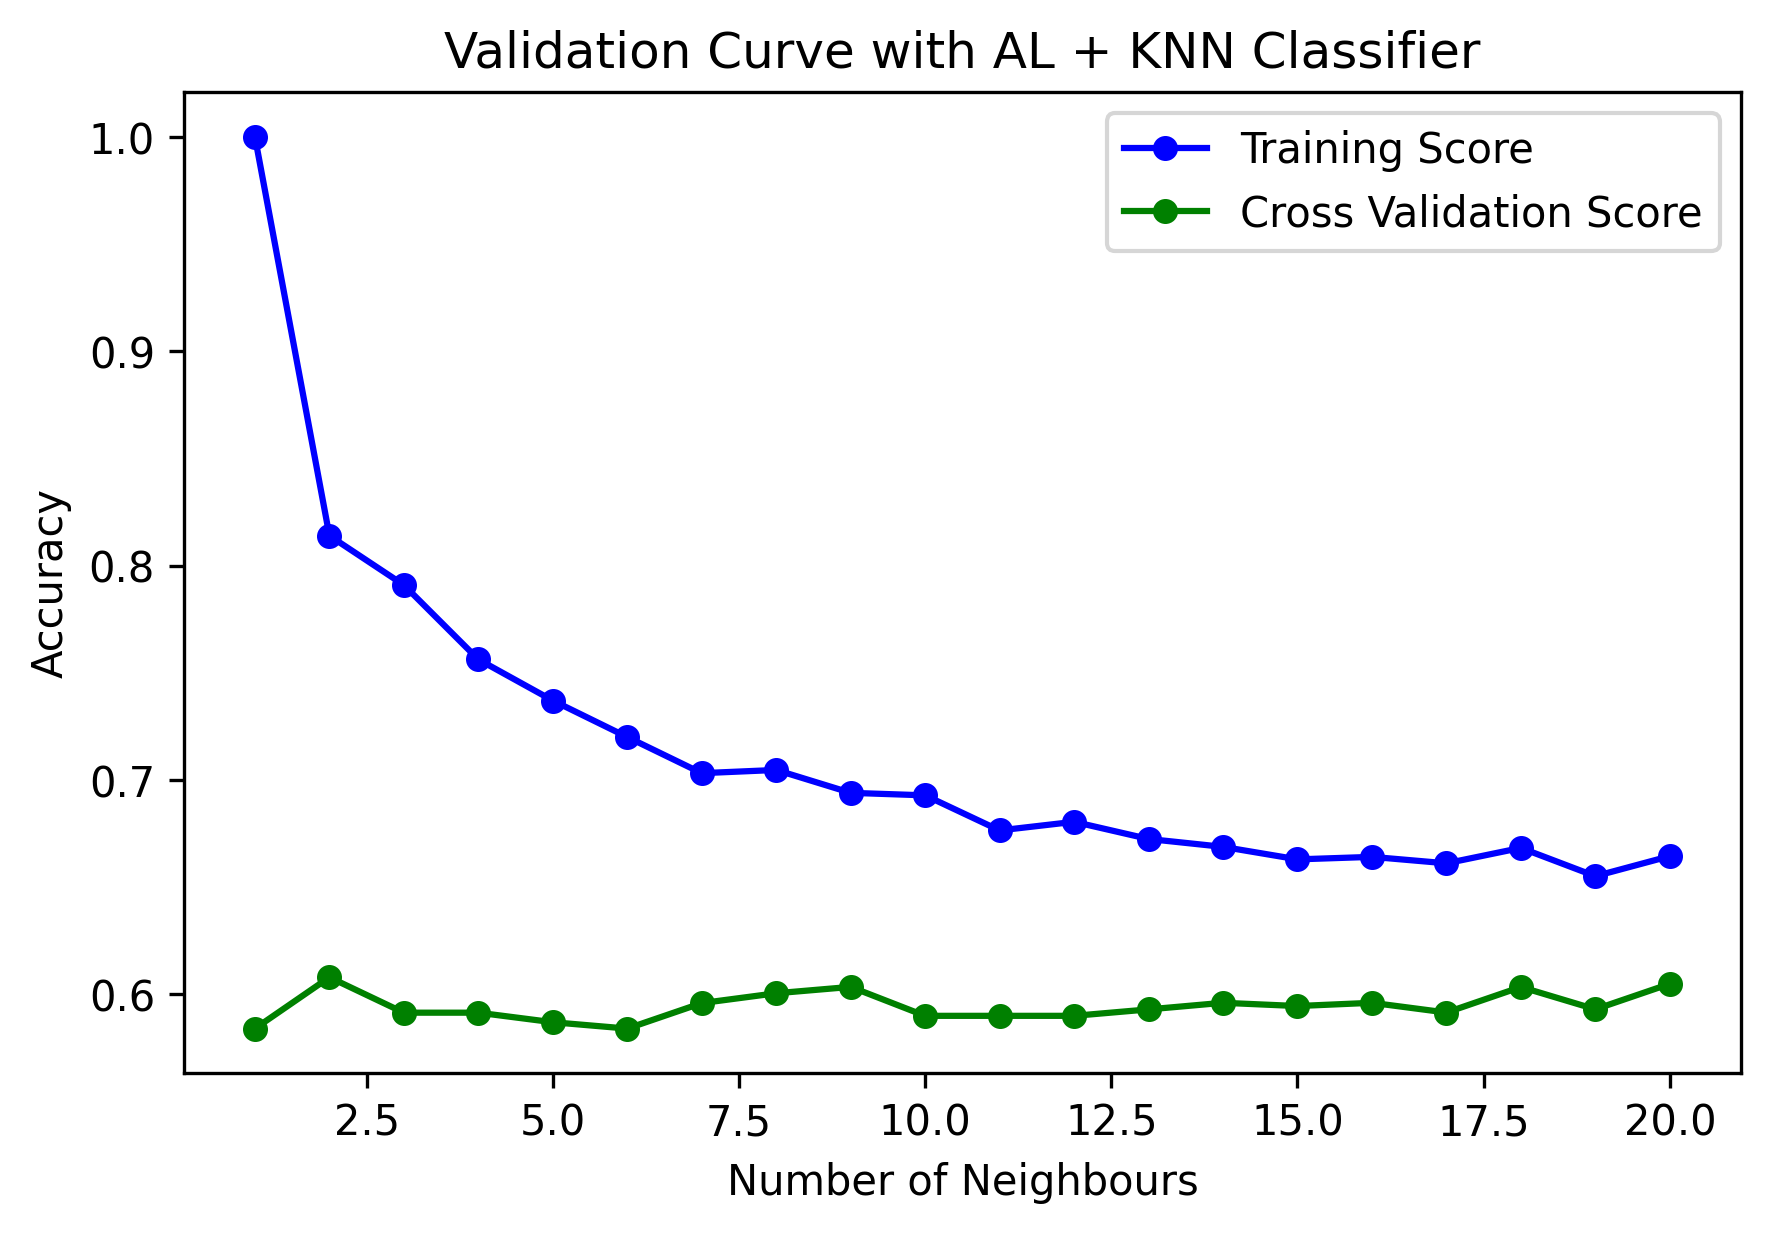 Validation Curve with AL + KNN Classifier
Training Score
Cross Validation Score
1.0
0.9
0.8
0.7
0.6
Accuracy
2.5 5.0 7.5 10.0 12.5 15.0 17.5 20.0
Number of Neighbours